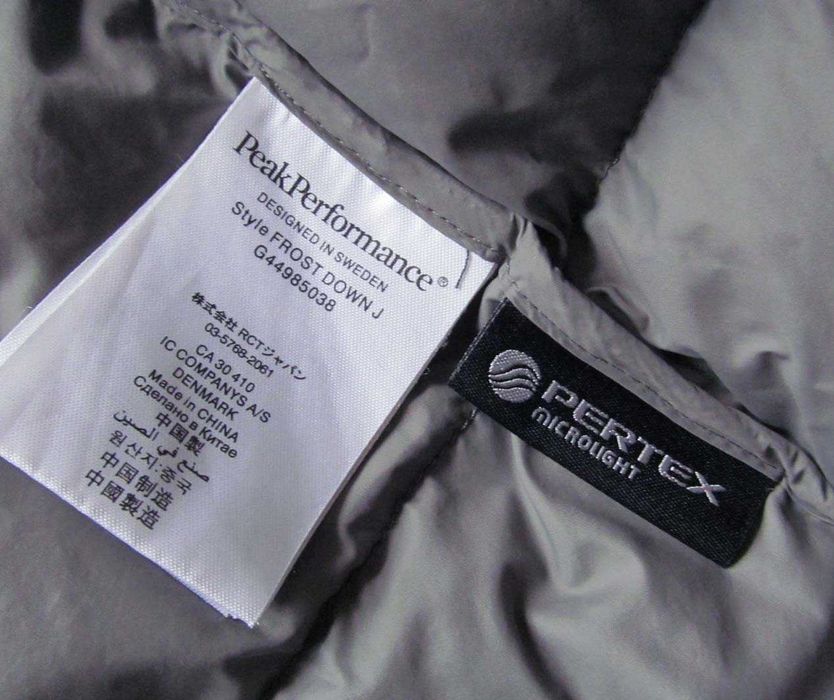 PeakPerformance®
DESIGNED IN SWEDEN
Style FROST DOWN J
G44985038
株式会社 RCTジャパン
03-5768-2061
CA 30 410
IC COMPANYS A/S
DENMARK
Made in CHINA
Сделано в Китае
中国製
صنع في الصين
원산지:중국
中国制造
中國製造
PERTEX
MICROLIGHT